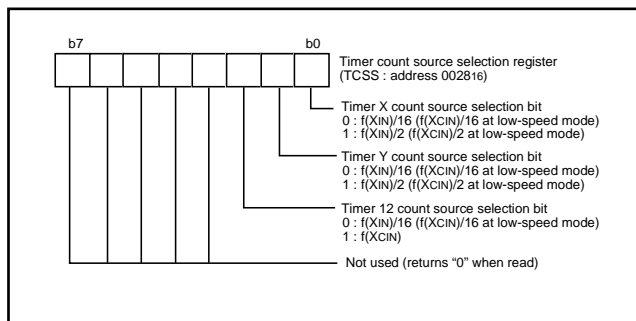 b7 b0
Timer count source selection register
(TCSS : address 002816)
Timer X count source selection bit
0 : f(XIN)/16 (f(XCIN)/16 at low-speed mode)
1 : f(XIN)/2 (f(XCIN)/2 at low-speed mode)
Timer Y count source selection bit
0 : f(XIN)/16 (f(XCIN)/16 at low-speed mode)
1 : f(XIN)/2 (f(XCIN)/2 at low-speed mode)
Timer 12 count source selection bit
0 : f(XIN)/16 (f(XCIN)/16 at low-speed mode)
1 : f(XCIN)
Not used (returns “0” when read)